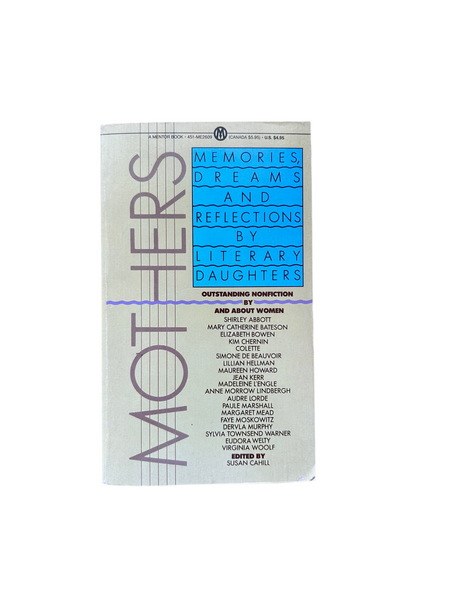 A MENTOR BOOK • 451-ME2609 • (CANADA $5.95) • U.S. $4.95
M
MOTHERS
MEMORIES,
DREAMS
AND
REFLECTIONS
BY
LITERARY
DAUGHTERS
OUTSTANDING NONFICTION
BY
AND ABOUT WOMEN
SHIRLEY ABBOTT
MARY CATHERINE BATESON
ELIZABETH BOWEN
KIM CHERNIN
COLETTE
SIMONE DE BEAUVOIR
LILLIAN HELLMAN
MAUREEN HOWARD
JEAN KERR
MADELEINE L'ENGLE
ANNE MORROW LINDBERGH
AUDRE LORDE
PAULE MARSHALL
MARGARET MEAD
FAYE MOSKOWITZ
DERVLA MURPHY
SYLVIA TOWNSEND WARNER
EUDORA WELTY
VIRGINIA WOOLF
EDITED BY
SUSAN CAHILL